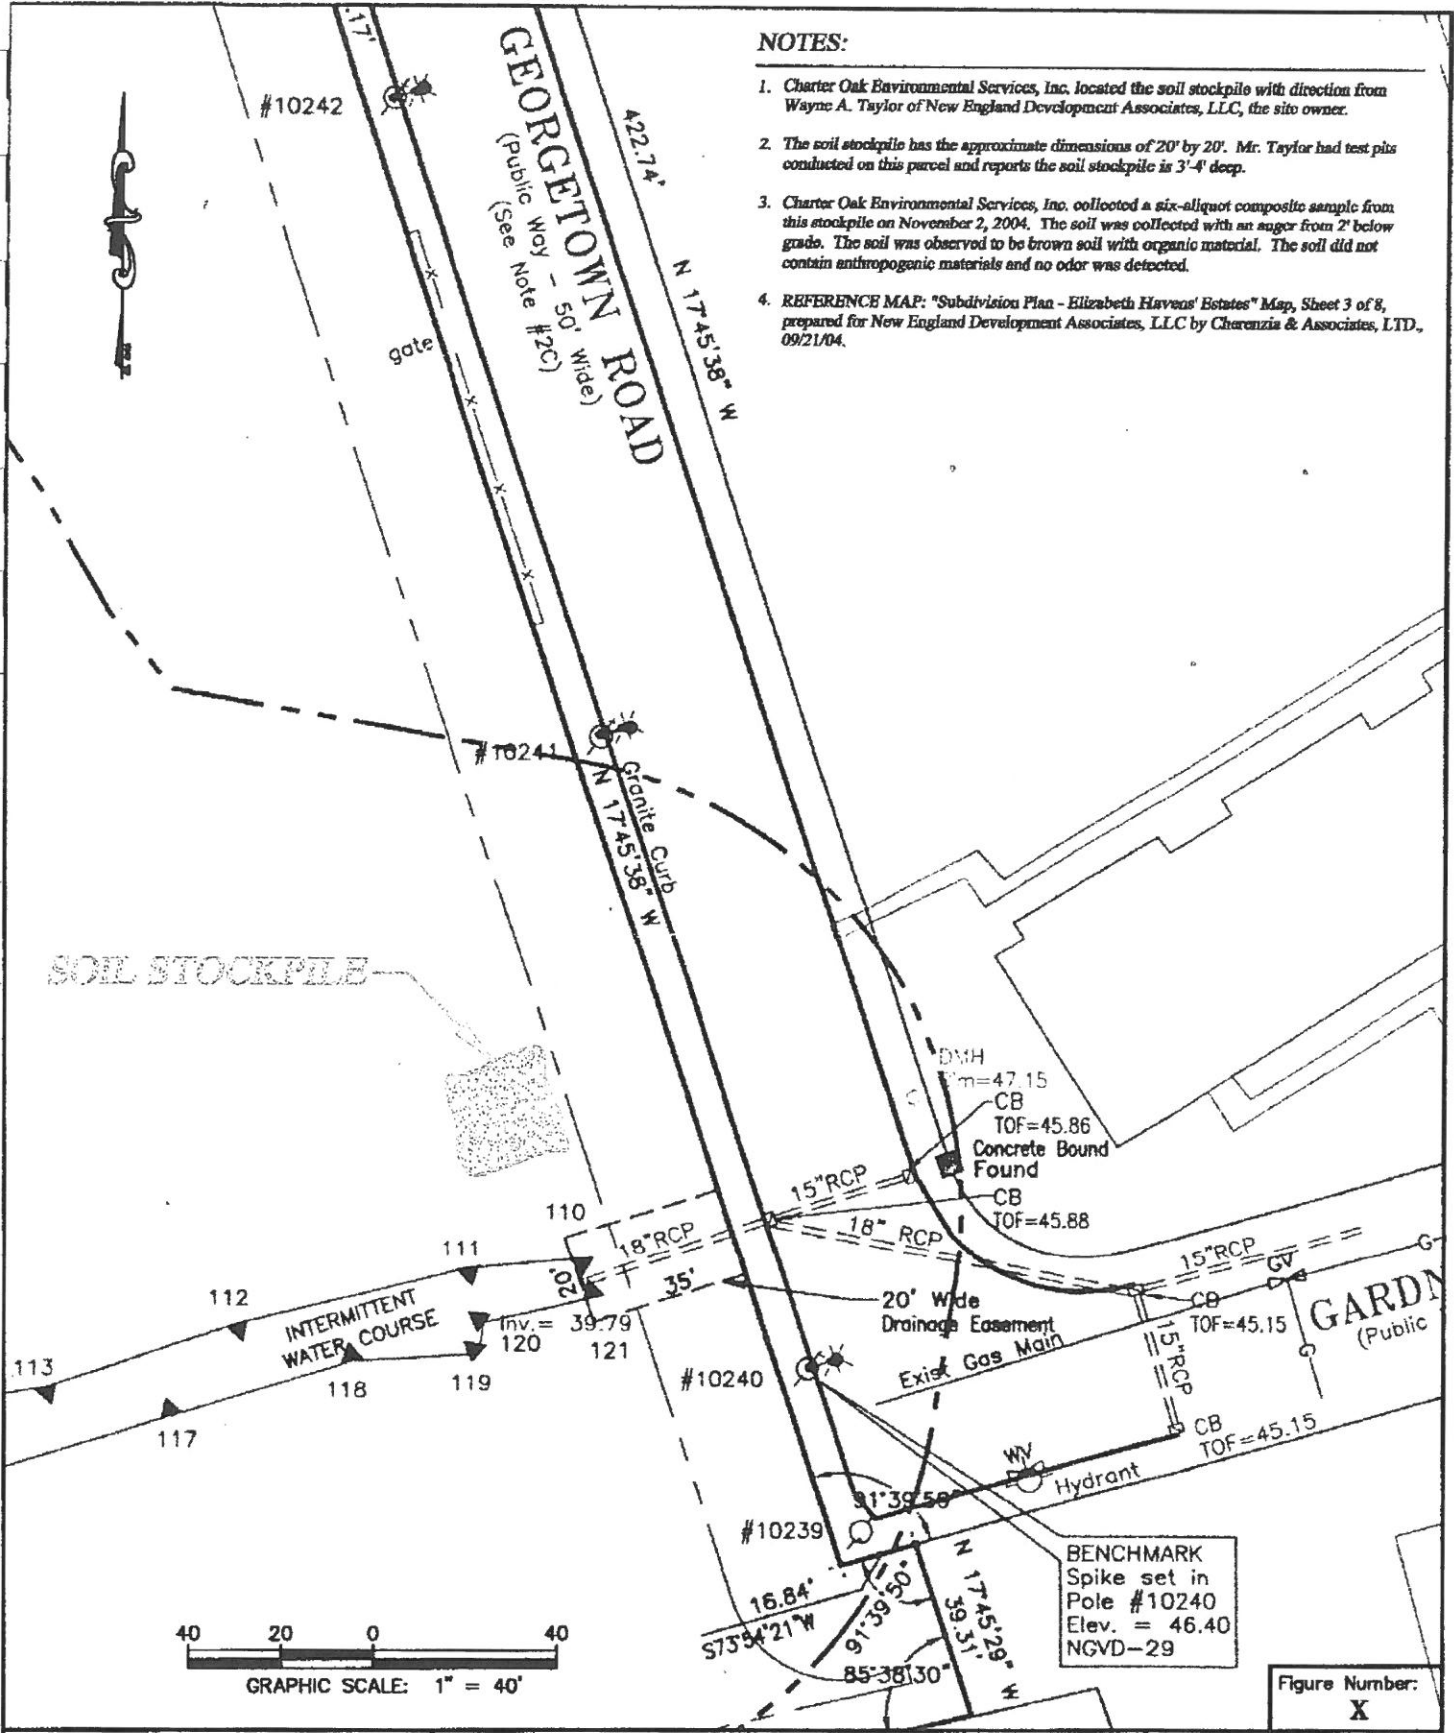 NOTES:
1. Charter Oak Environmental Services, Inc. located the soil stockpile with direction from
Wayne A. Taylor of New England Development Associates, LLC, the site owner.
2. The soil stockpile has the approximate dimensions of 20' by 20'. Mr. Taylor had test pits
conducted on this parcel and reports the soil stockpile is 3'-4' deep.
3. Charter Oak Environmental Services, Inc. collected a six-aliquot composite sample from
this stockpile on November 2, 2004. The soil was collected with an auger from 2' below
grade. The soil was observed to be brown soil with organic material. The soil did not
contain anthropogenic materials and no odor was detected.
4. REFERENCE MAP: "Subdivision Plan - Elizabeth Havens' Estates" Map, Sheet 3 of 8,
prepared for New England Development Associates, LLC by Cherenzia & Associates, LTD.,
09/21/04.
.17'
#10242
GEORGETOWN ROAD
(Public Way - 50' Wide)
(See Note #2C)
422.74'
N 17°45'38" W
gate
x
x
x
x
#10241
Granite Curb
N 17°45'38" W
SOIL STOCKPILE
DMH
m=47.15
CB
TOF=45.86
Concrete Bound
Found
CB
TOF=45.88
15"RCP
18" RCP
18"RCP
15"RCP
GV
G
G
GARDN
(Public
CB
TOF=45.15
15"RCP
CB
TOF=45.15
110
111
112
113
20'
35'
INTERMITTENT
WATER COURSE
Inv.= 39.79
120
121
119
118
117
20' Wide
Drainage Easement
Exist Gas Main
#10240
WV
Hydrant
91°39'50"
#10239
BENCHMARK
Spike set in
Pole #10240
Elev. = 46.40
NGVD-29
16.84'
S73°54'21"W
91°39'50"
N 17°45'29" W
39.31'
85°38'30"
40 20 0 40
GRAPHIC SCALE: 1" = 40'
Figure Number:
X